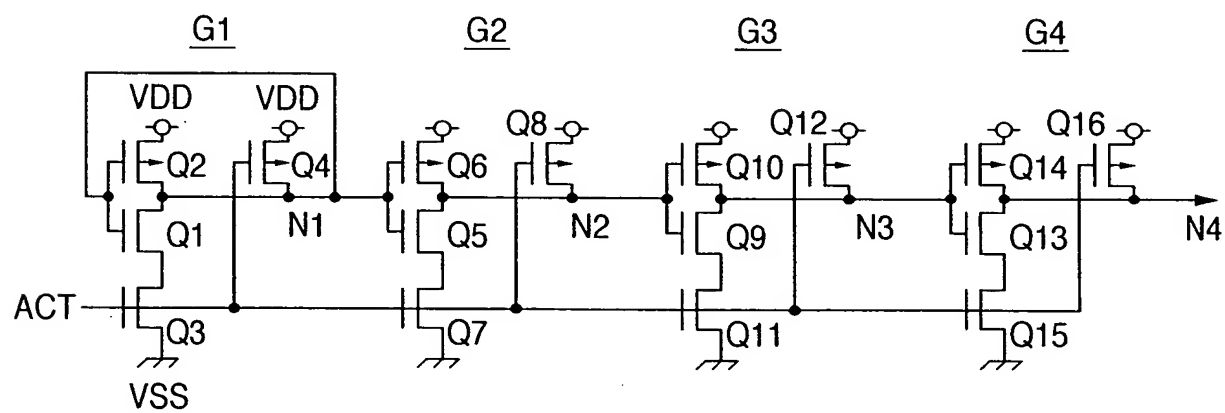 G1 G2 G3 G4
VDD VDD Q8 Q12 Q16
Q2 Q4 Q6 Q10 Q14
Q1 N1 Q5 N2 Q9 N3 Q13 N4
ACT
Q3 Q7 Q11 Q15
VSS